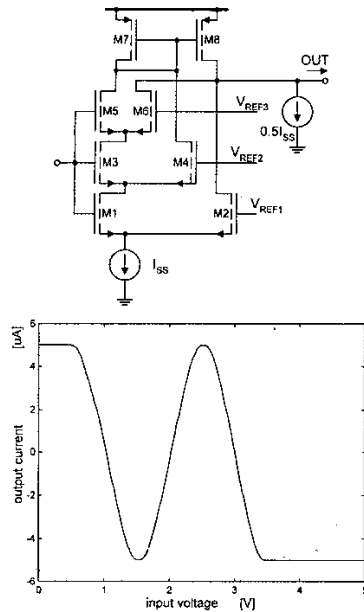 M7
M8
OUT
M5
M6
V_REF3
0.5I_SS
M3
M4
V_REF2
M1
M2
V_REF1
I_SS
[uA]
6
4
2
0
-2
-4
-6
output current
0
1
2
3
4
input voltage [V]